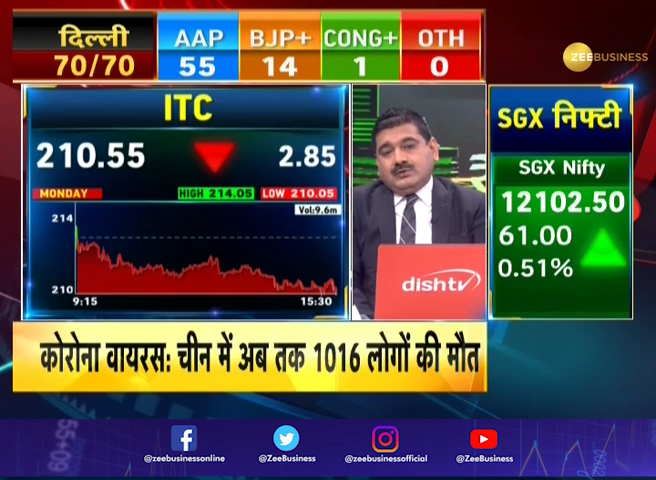 दिल्ली AAP BJP+ CONG+ OTH
70/70 55 14 1 0
ZEE BUSINESS
ITC
210.55 2.85
MONDAY HIGH 214.05 LOW 210.05
Vol:9.6m
214
210
9:15 15:30
dishtv
SGX निफ्टी
SGX Nifty
12102.50
61.00
0.51%
कोरोना वायरस: चीन में अब तक 1016 लोगों की मौत
@zeebusinessonline @ZeeBusiness @zeebusinessofficial @ZeeBusiness